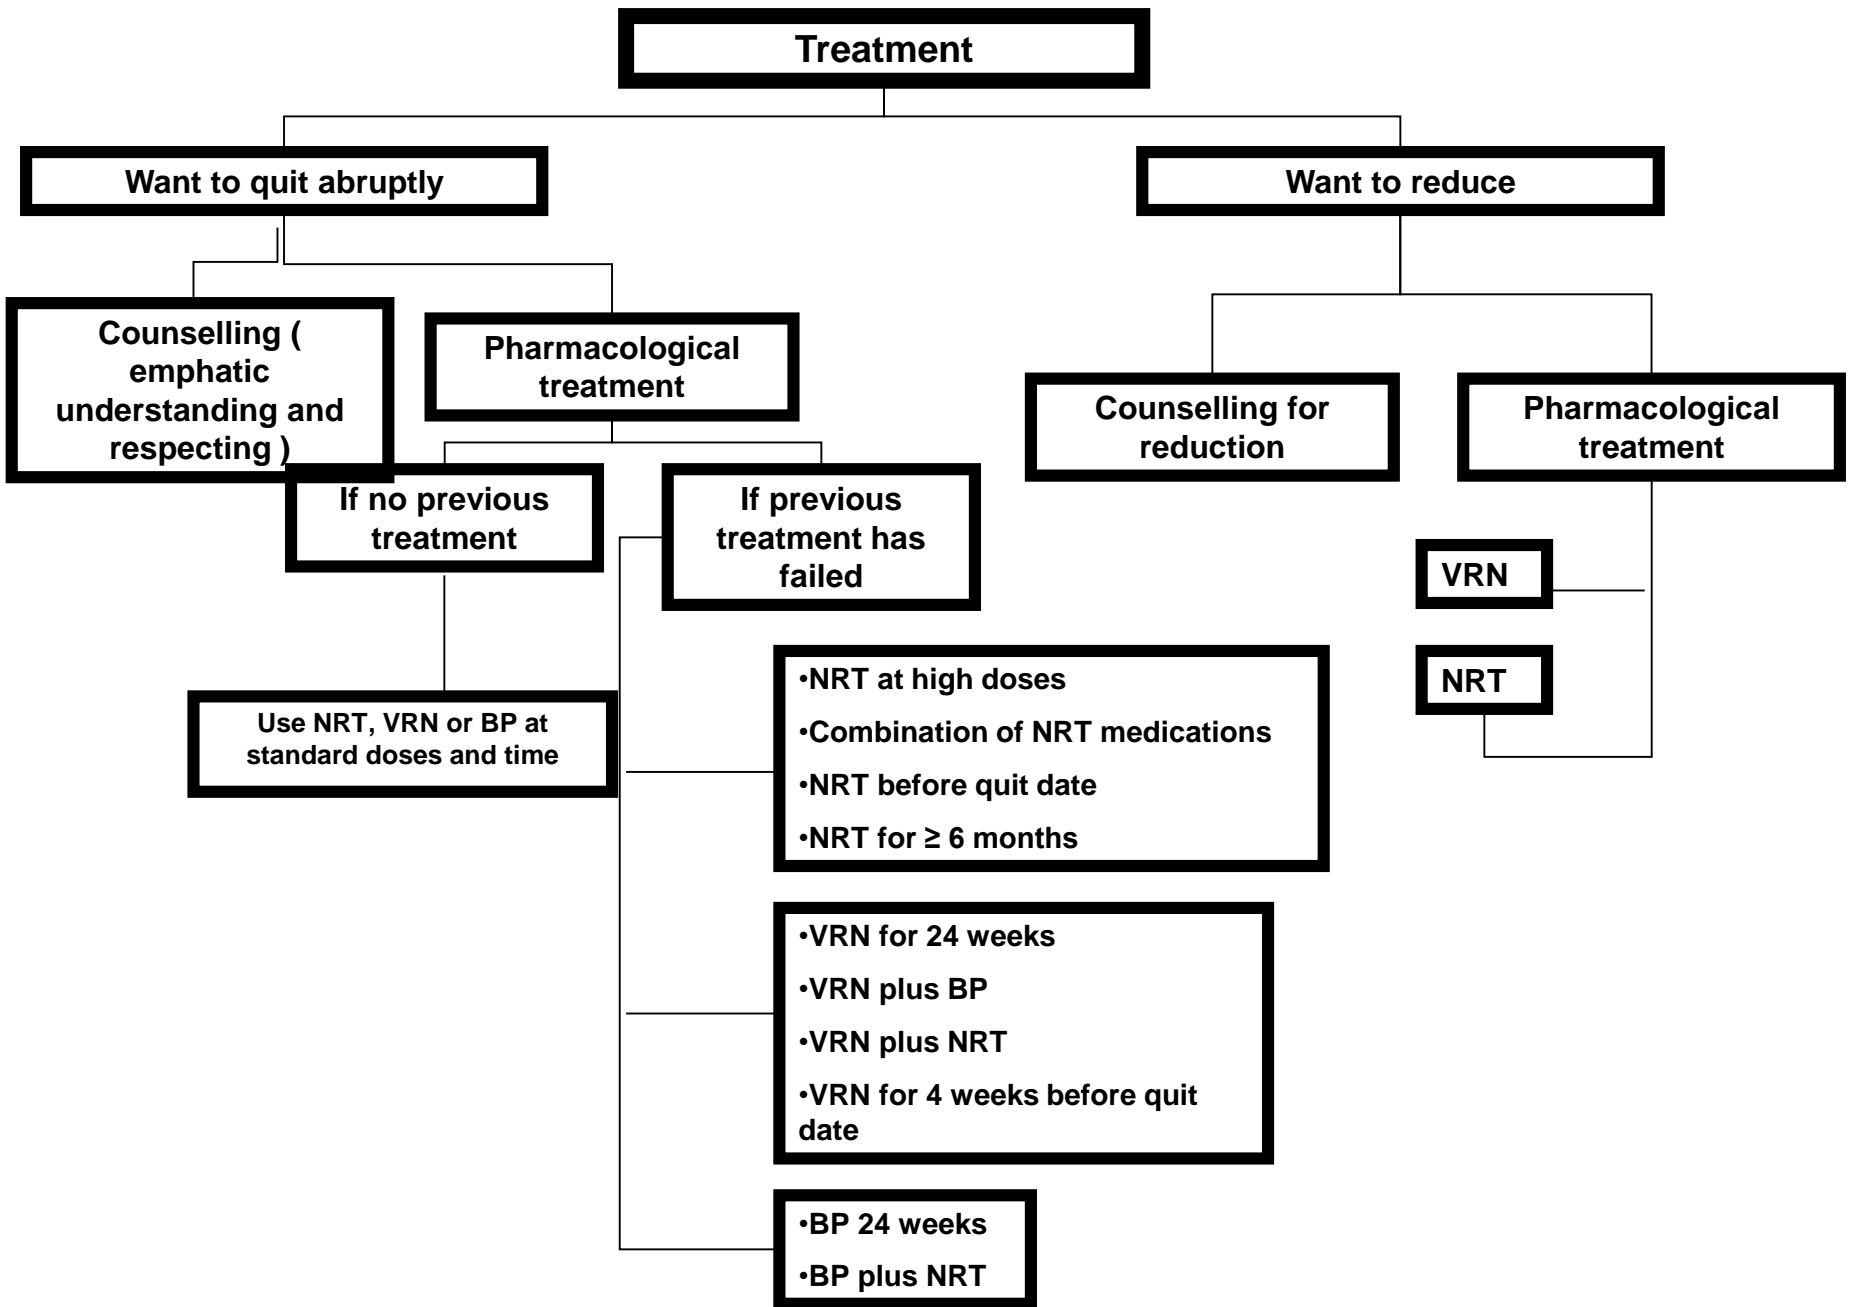 Treatment
Want to quit abruptly
Want to reduce
Counselling (
emphatic
understanding and
respecting )
Pharmacological
treatment
Counselling for
reduction
Pharmacological
treatment
If no previous
treatment
If previous
treatment has
failed
VRN
NRT
Use NRT, VRN or BP at
standard doses and time
•NRT at high doses
•Combination of NRT medications
•NRT before quit date
•NRT for ≥ 6 months
•VRN for 24 weeks
•VRN plus BP
•VRN plus NRT
•VRN for 4 weeks before quit
date
•BP 24 weeks
•BP plus NRT